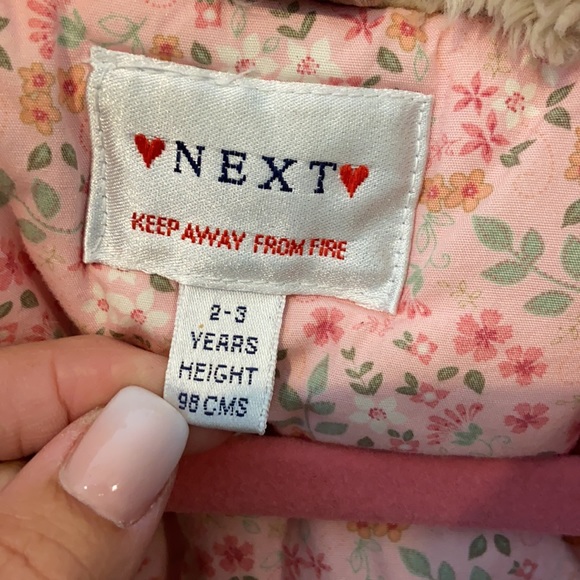 NEXT
KEEP AWAY FROM FIRE
2-3
YEARS
HEIGHT
98 CMS